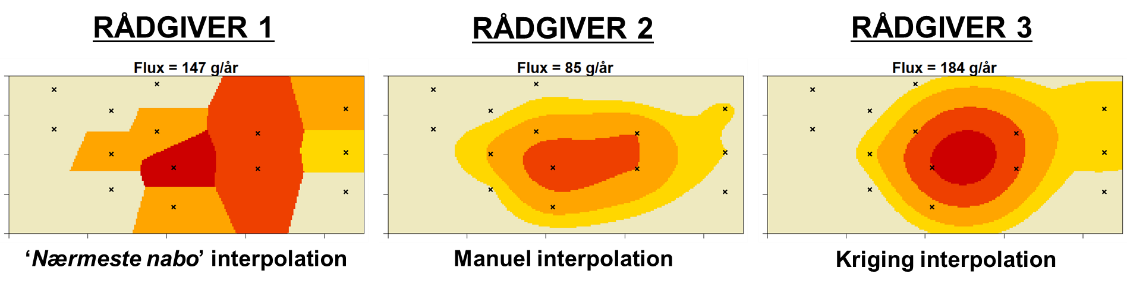 RÅDGIVER 1
Flux = 147 g/år
‘Nærmeste nabo’ interpolation
RÅDGIVER 2
Flux = 85 g/år
Manuel interpolation
RÅDGIVER 3
Flux = 184 g/år
Kriging interpolation